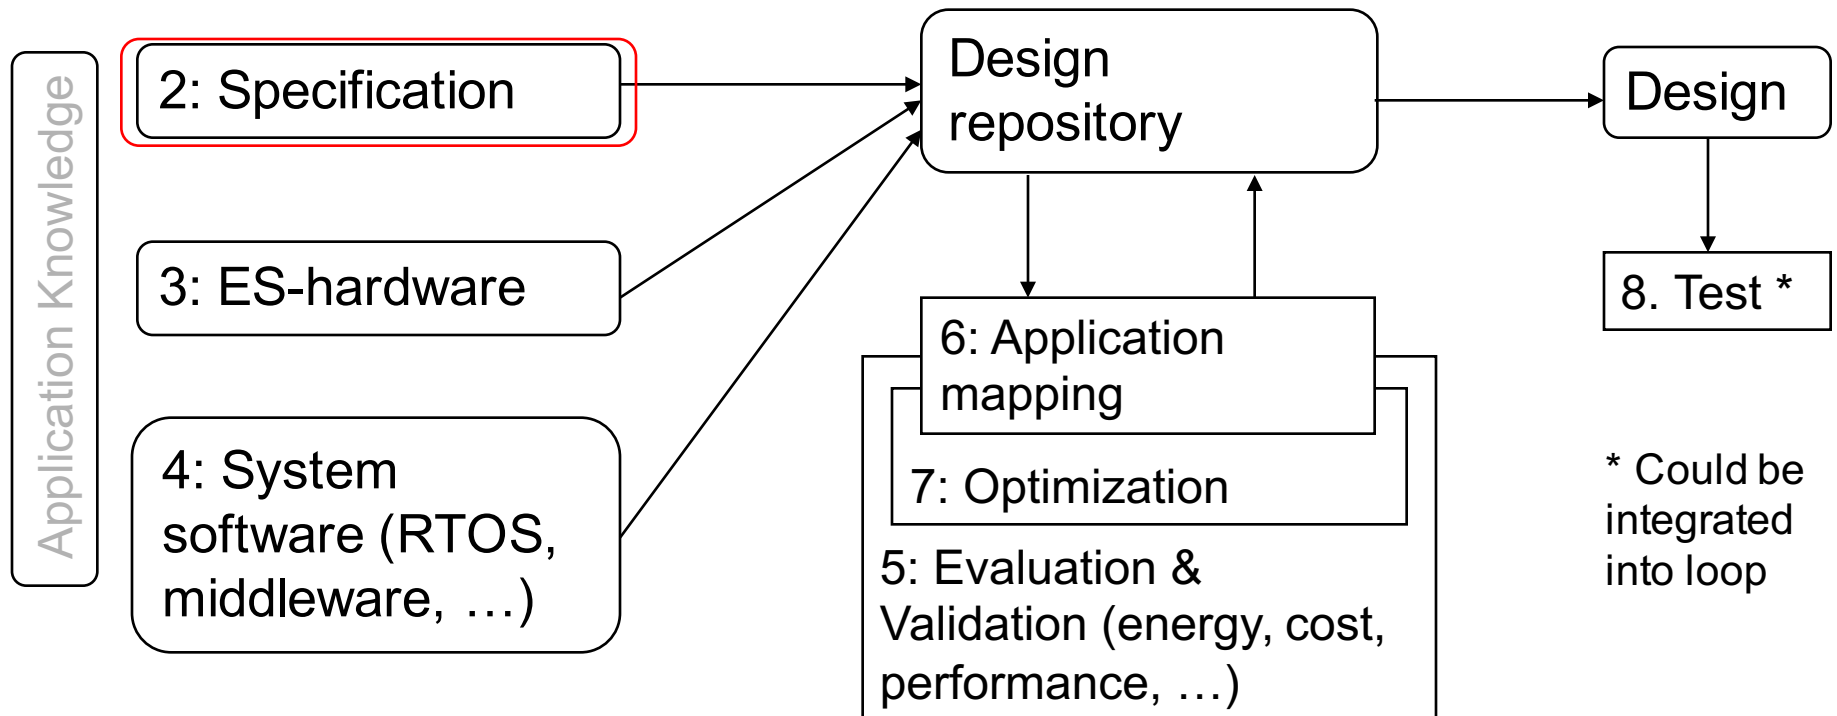 Application Knowledge
2: Specification
3: ES-hardware
4: System
software (RTOS,
middleware, …)
Design
repository
6: Application
mapping
7: Optimization
5: Evaluation &
Validation (energy, cost,
performance, …)
Design
8. Test *
* Could be
integrated
into loop